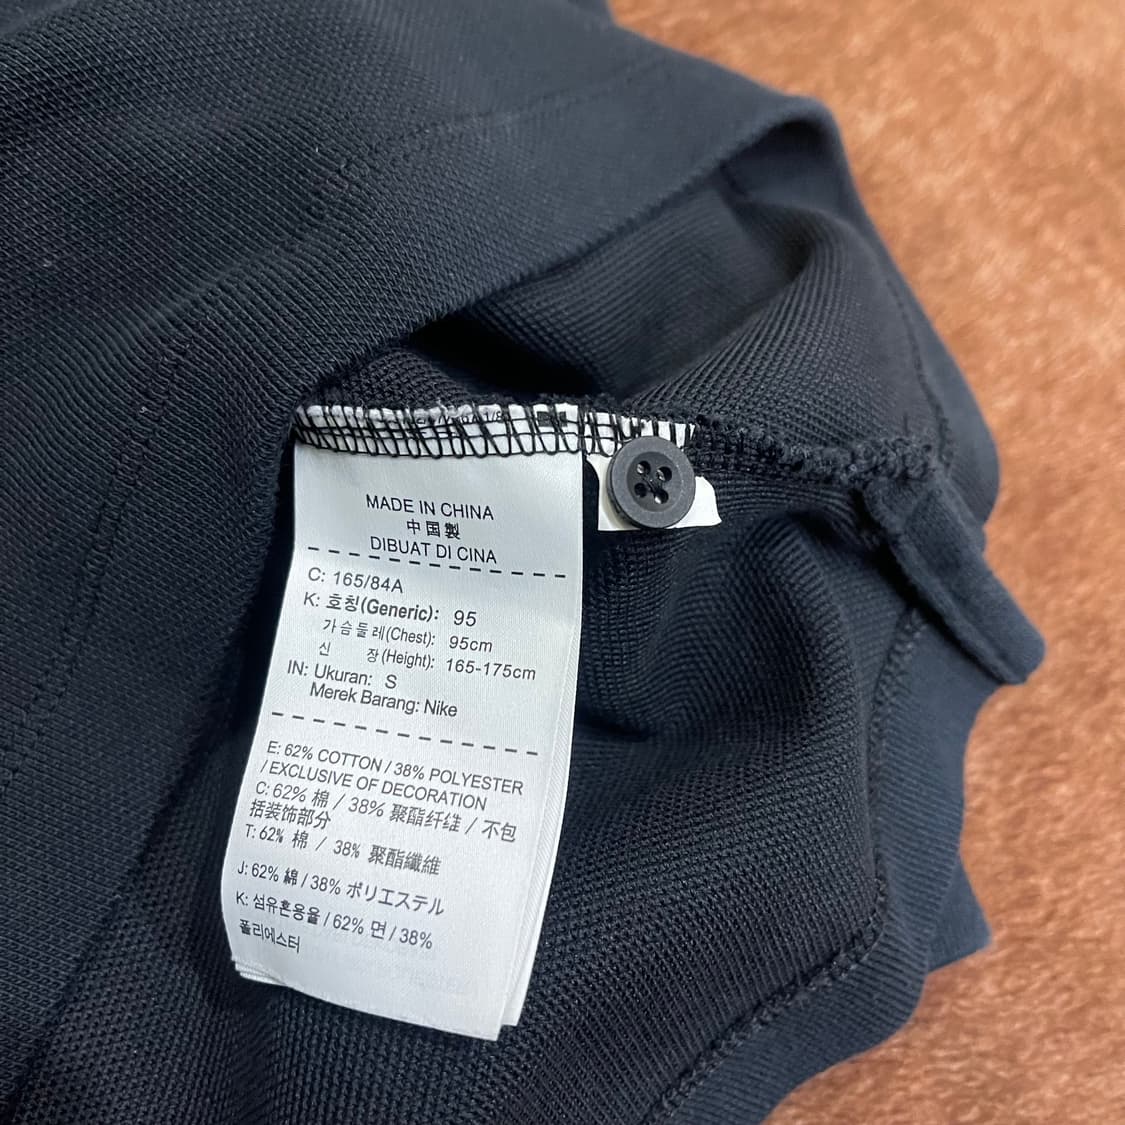 MADE IN CHINA
中国製
DIBUAT DI CINA
C: 165/84A
K: 호칭(Generic): 95
가슴둘레(Chest): 95cm
신 장(Height): 165-175cm
IN: Ukuran: S
Merek Barang: Nike
E: 62% COTTON / 38% POLYESTER
/ EXCLUSIVE OF DECORATION
C: 62% 棉 / 38% 聚酯纤维 / 不包
括装饰部分
T: 62% 棉 / 38% 聚酯纖維
J: 62% 綿 / 38% ポリエステル
K: 섬유혼용율 / 62% 면 / 38%
폴리에스터